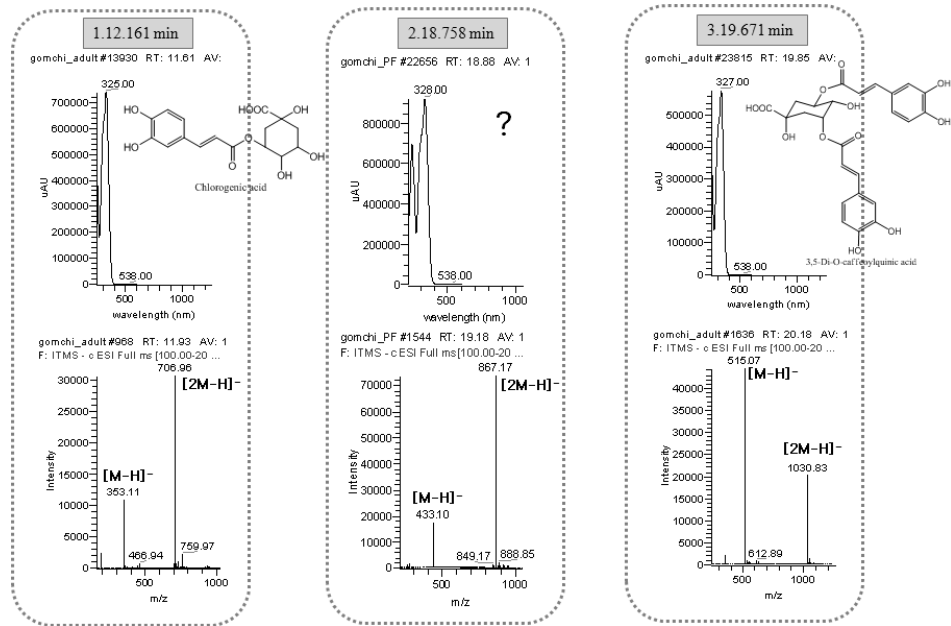 1.12.161 min
gomchi_adult #13930 RT: 11.61 AV:
325.00
700000
600000
500000
400000
300000
200000
100000
0
uAU
538.00
500
1000
wavelength (nm)
HO
HO
O
O
HOOC
OH
OH
OH
Chlorogenic acid
gomchi_adult #968 RT: 11.93 AV: 1
F: ITMS - c ESI Full ms [100.00-20 ...
706.96
[2M-H]⁻
[M-H]⁻
353.11
466.94
759.97
30000
25000
20000
15000
10000
5000
0
Intensity
500
1000
m/z
2.18.758 min
gomchi_PF #22656 RT: 18.88 AV: 1
328.00
?
800000
600000
400000
200000
0
uAU
538.00
500
1000
wavelength (nm)
gomchi_PF #1544 RT: 19.18 AV: 1
F: ITMS - c ESI Full ms [100.00-20 ...
867.17
[2M-H]⁻
[M-H]⁻
433.10
849.17
888.85
70000
60000
50000
40000
30000
20000
10000
0
Intensity
500
1000
m/z
3.19.671 min
gomchi_adult #23815 RT: 19.85 AV: 1
327.00
500000
400000
300000
200000
100000
0
uAU
538.00
500
1000
wavelength (nm)
O
O
OH
OH
HOOC
HO
OH
O
O
OH
HO
3,5-Di-O-caffeoylquinic acid
gomchi_adult #1636 RT: 20.18 AV: 1
F: ITMS - c ESI Full ms [100.00-20 ...
515.07
[M-H]⁻
[2M-H]⁻
1030.83
612.89
40000
35000
30000
25000
20000
15000
10000
5000
0
Intensity
500
1000
m/z